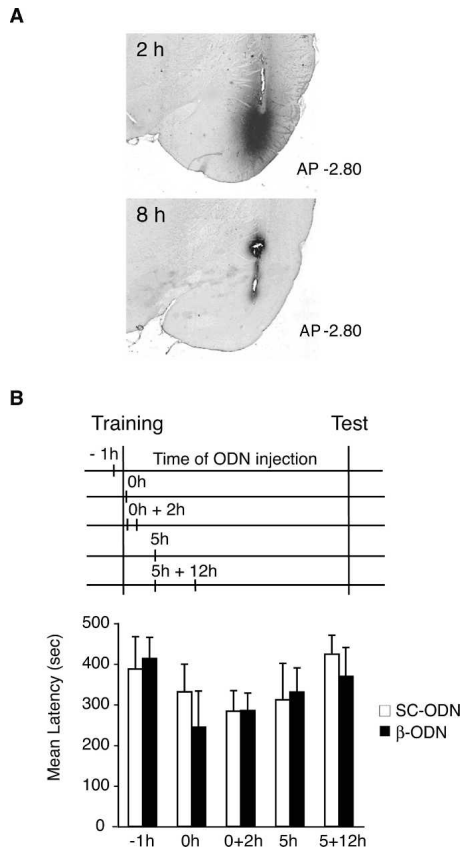 A
2 h
AP -2.80
8 h
AP -2.80
B
Training Test
- 1h Time of ODN injection
0h
0h + 2h
5h
5h + 12h
500
400
300
200
100
0
Mean Latency (sec)
-1h 0h 0+2h 5h 5+12h
SC-ODN
β-ODN